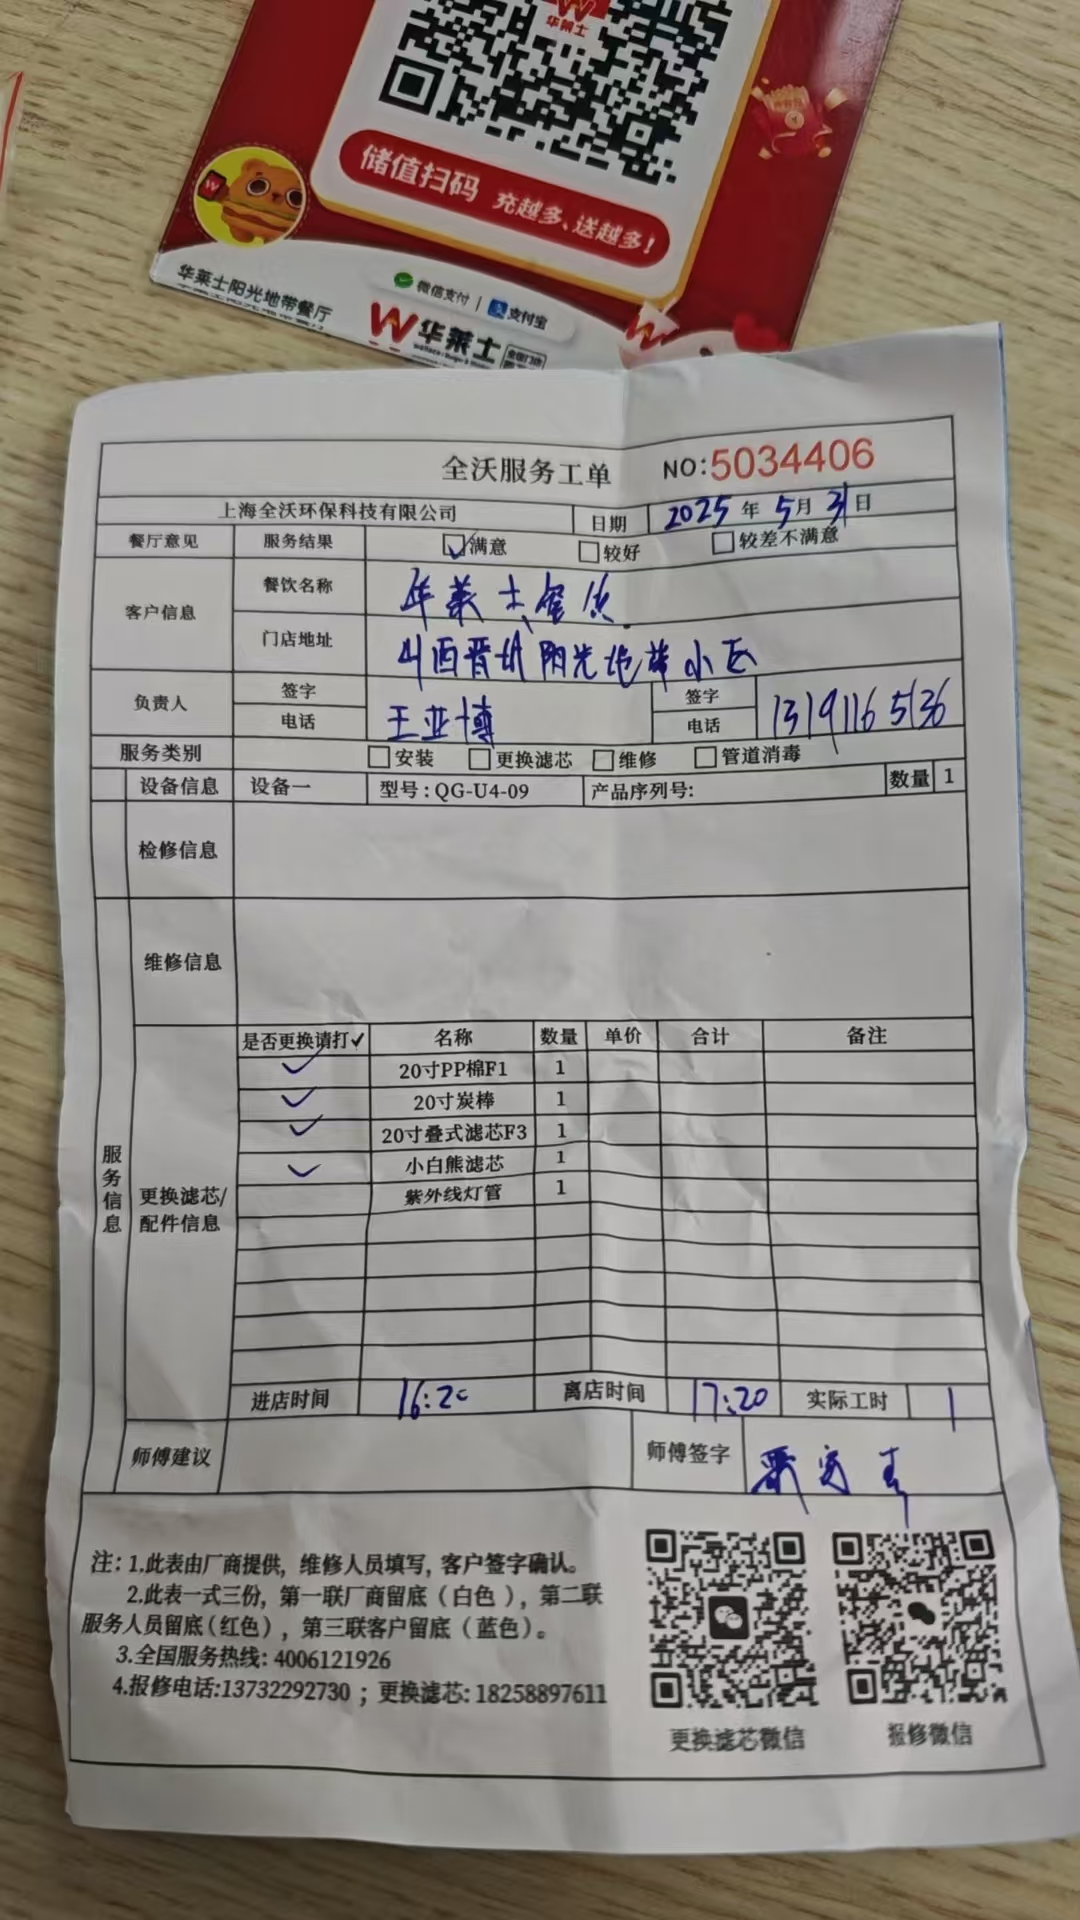 华莱士
储值扫码 充越多、送越多!
微信支付 | 支付宝
华莱士阳光地带餐厅
华莱士
全沃服务工单 NO:5034406
上海全沃环保科技有限公司 日期 2025年5月31日
餐厅意见 服务结果 ✓满意 □较好 □较差不满意
客户信息 餐饮名称 华莱士餐饮
门店地址 山西晋城阳光地带小区
负责人 签字 电话 王亚博 签字 电话 13191165136
服务类别 □安装 □更换滤芯 □维修 □管道消毒
设备信息 设备一 型号:QG-U4-09 产品序列号: 数量 1
检修信息
维修信息
服务信息
更换滤芯/配件信息
是否更换请打✓ 名称 数量 单价 合计 备注
✓ 20寸PP棉F1 1
✓ 20寸炭棒 1
✓ 20寸叠式滤芯F3 1
✓ 小白熊滤芯 1
紫外线灯管 1
进店时间 16:20 离店时间 17:20 实际工时 1
师傅建议 师傅签字
注:1.此表由厂商提供,维修人员填写,客户签字确认。
2.此表一式三份,第一联厂商留底(白色),第二联
服务人员留底(红色),第三联客户留底(蓝色)。
3.全国服务热线:4006121926
4.报修电话:13732292730;更换滤芯:18258897611
更换滤芯微信 报修微信